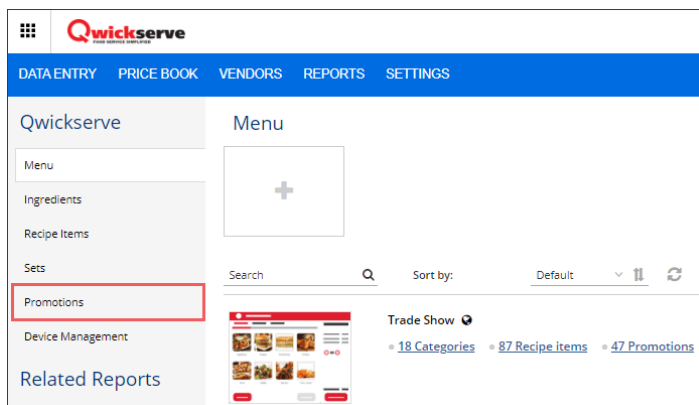 Qwickserve
FOOD SERVICE SIMPLIFIED
DATA ENTRY PRICE BOOK VENDORS REPORTS SETTINGS
Qwickserve
Menu
Ingredients
Recipe Items
Sets
Promotions
Device Management
Related Reports
Menu
Search Sort by: Default
Trade Show
18 Categories 87 Recipe items 47 Promotions